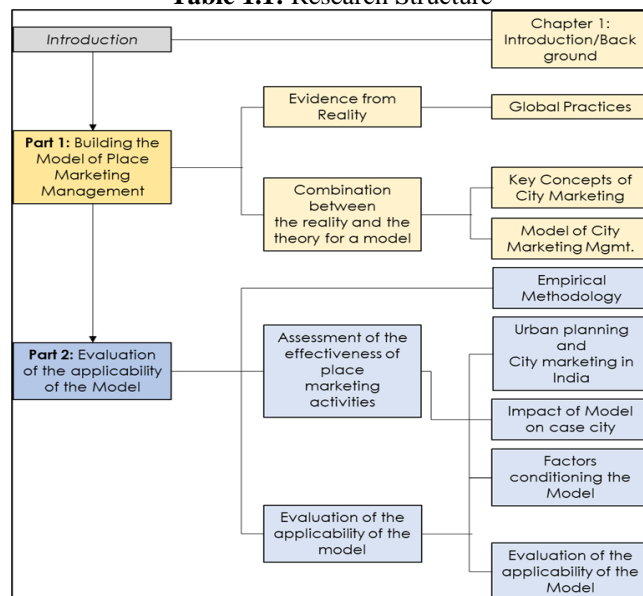 Table 1.1: Research Structure
Introduction
Chapter 1:
Introduction/Back
ground
Part 1: Building the
Model of Place
Marketing
Management
Evidence from
Reality
Global Practices
Combination
between
the reality and the
theory for a model
Key Concepts of
City Marketing
Model of City
Marketing Mgmt.
Part 2: Evaluation
of the applicability
of the Model
Empirical
Methodology
Assessment of the
effectiveness of
place
marketing
activities
Urban planning
and
City marketing in
India
Impact of Model
on case city
Factors
conditioning the
Model
Evaluation of the
applicability of the
model
Evaluation of the
applicability of the
Model